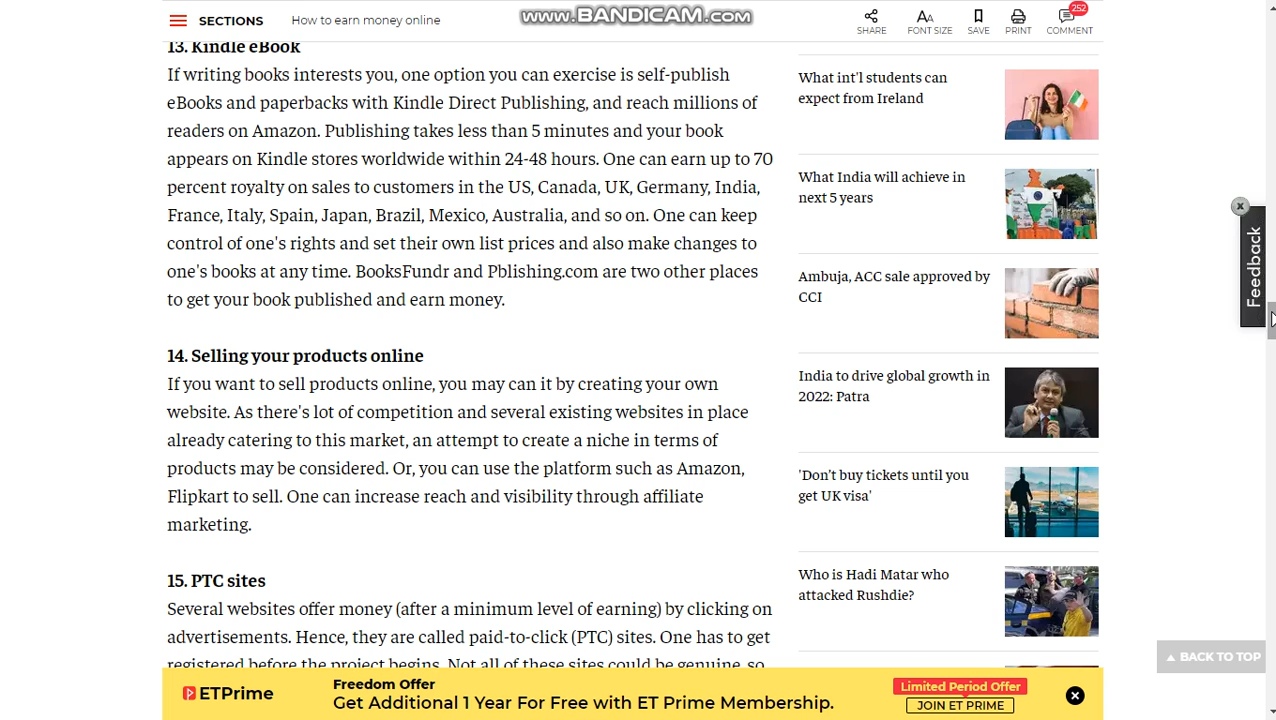 SECTIONS
How to earn money online
www.BANDICAM.com
SHARE
AA
FONT SIZE
SAVE
PRINT
252
COMMENT
13. Kindle eBook
If writing books interests you, one option you can exercise is self-publish
eBooks and paperbacks with Kindle Direct Publishing, and reach millions of
readers on Amazon. Publishing takes less than 5 minutes and your book
appears on Kindle stores worldwide within 24-48 hours. One can earn up to 70
percent royalty on sales to customers in the US, Canada, UK, Germany, India,
France, Italy, Spain, Japan, Brazil, Mexico, Australia, and so on. One can keep
control of one's rights and set their own list prices and also make changes to
one's books at any time. BooksFundr and Pblishing.com are two other places
to get your book published and earn money.
14. Selling your products online
If you want to sell products online, you may can it by creating your own
website. As there's lot of competition and several existing websites in place
already catering to this market, an attempt to create a niche in terms of
products may be considered. Or, you can use the platform such as Amazon,
Flipkart to sell. One can increase reach and visibility through affiliate
marketing.
15. PTC sites
Several websites offer money (after a minimum level of earning) by clicking on
advertisements. Hence, they are called paid-to-click (PTC) sites. One has to get
registered before the project begins. Not all of these sites could be genuine, so
What int'l students can
expect from Ireland
What India will achieve in
next 5 years
Ambuja, ACC sale approved by
CCI
India to drive global growth in
2022: Patra
'Don't buy tickets until you
get UK visa'
Who is Hadi Matar who
attacked Rushdie?
Feedback
BACK TO TOP
ETPrime
Freedom Offer
Get Additional 1 Year For Free with ET Prime Membership.
Limited Period Offer
JOIN ET PRIME